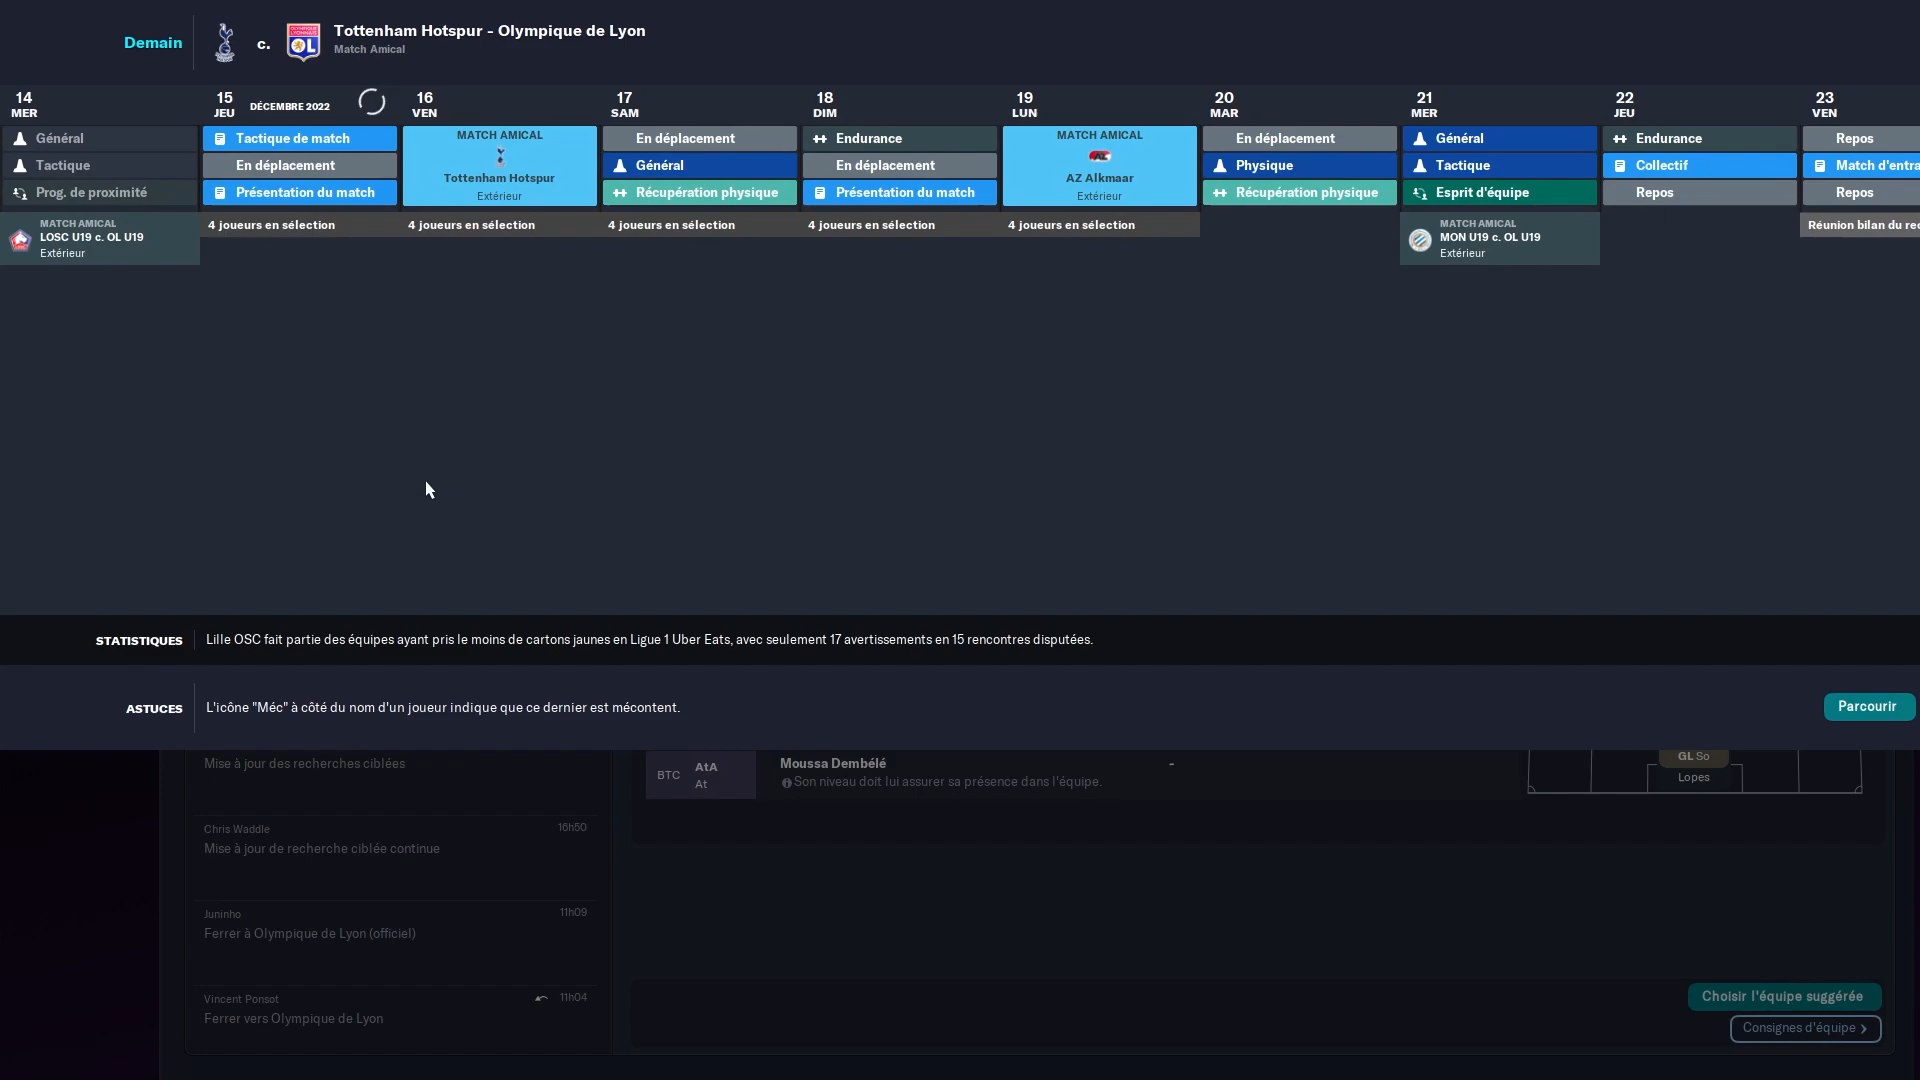 Demain
c.
Tottenham Hotspur - Olympique de Lyon
Match Amical
14
MER
15
JEU
DÉCEMBRE 2022
16
VEN
17
SAM
18
DIM
19
LUN
20
MAR
21
MER
22
JEU
23
VEN
Général
Tactique
Prog. de proximité
MATCH AMICAL
LOSC U19 c. OL U19
Extérieur
Tactique de match
En déplacement
Présentation du match
4 joueurs en sélection
MATCH AMICAL
Tottenham Hotspur
Extérieur
4 joueurs en sélection
En déplacement
Général
Récupération physique
4 joueurs en sélection
Endurance
En déplacement
Présentation du match
4 joueurs en sélection
MATCH AMICAL
AZ
AZ Alkmaar
Extérieur
4 joueurs en sélection
En déplacement
Physique
Récupération physique
Général
Tactique
Esprit d'équipe
MATCH AMICAL
MON U19 c. OL U19
Extérieur
Endurance
Collectif
Repos
Repos
Match d'entra
Repos
Réunion bilan du rec
STATISTIQUES
Lille OSC fait partie des équipes ayant pris le moins de cartons jaunes en Ligue 1 Uber Eats, avec seulement 17 avertissements en 15 rencontres disputées.
ASTUCES
L'icône "Méc" à côté du nom d'un joueur indique que ce dernier est mécontent.
Parcourir
Mise à jour des recherches ciblées
Chris Waddle
16h50
Mise à jour de recherche ciblée continue
Juninho
11h09
Ferrer à Olympique de Lyon (officiel)
Vincent Ponsot
11h04
Ferrer vers Olympique de Lyon
BTC
AtA
At
Moussa Dembélé
-
Son niveau doit lui assurer sa présence dans l'équipe.
GL So
Lopes
Choisir l'équipe suggérée
Consignes d'équipe